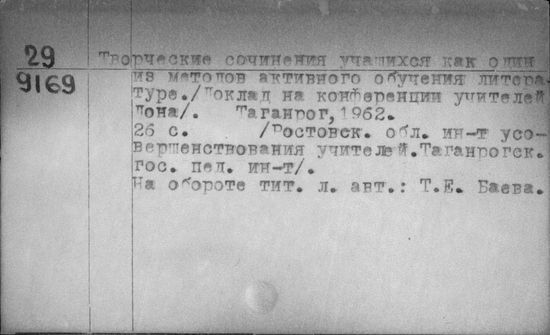 29 Творческие сочинения учащихся как один
9169 из методов активного обучения литера-
туре./Доклад на конференции учителей
Дона/. Таганрог,1962.
26 с. /Ростовск. обл. ин-т усо-
вершенствования учителей.Таганрогск.
гос. пед. ин-т/.
На обороте тит. л. авт.: Т.Е. Баева.